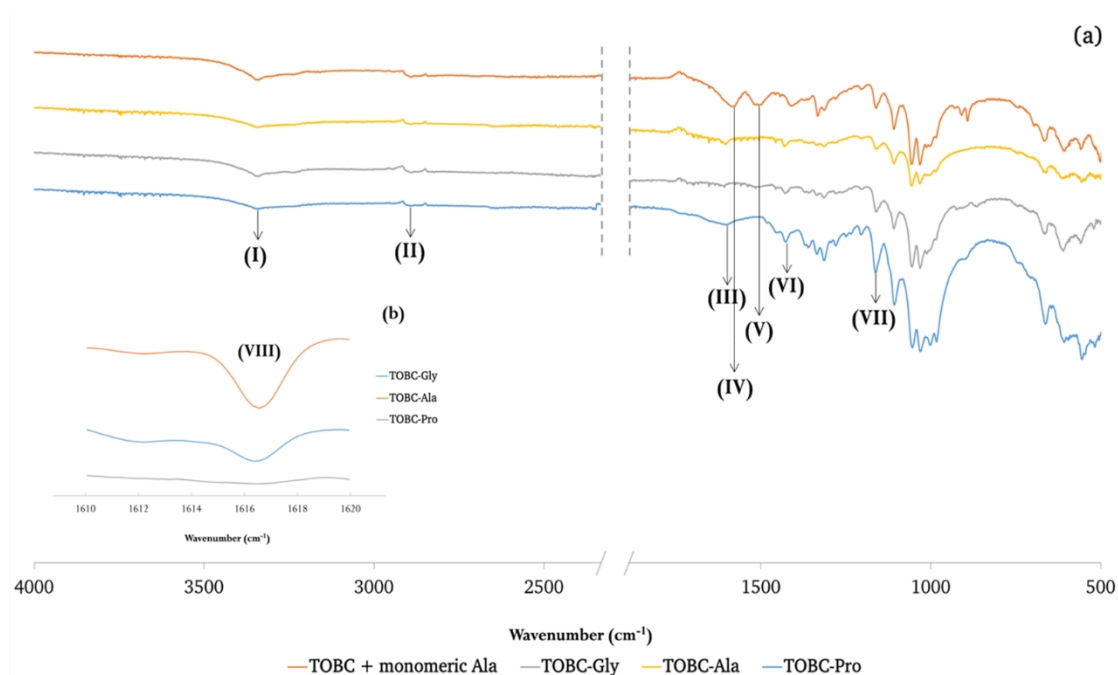 (a)
(I)
(II)
(III)
(VI)
(VII)
(V)
(IV)
(b)
(VIII)
TOBC-Gly
TOBC-Ala
TOBC-Pro
1610 1612 1614 1616 1618 1620
Wavenumber (cm⁻¹)
4000 3500 3000 2500 1500 1000 500
Wavenumber (cm⁻¹)
TOBC + monomeric Ala TOBC-Gly TOBC-Ala TOBC-Pro